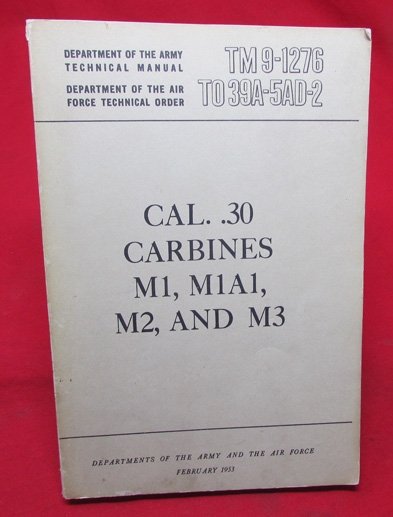 DEPARTMENT OF THE ARMY
TECHNICAL MANUAL
DEPARTMENT OF THE AIR
FORCE TECHNICAL ORDER
TM 9-1276
TO 39A-5AD-2
CAL. .30
CARBINES
M1, M1A1,
M2, AND M3
DEPARTMENTS OF THE ARMY AND THE AIR FORCE
FEBRUARY 1953